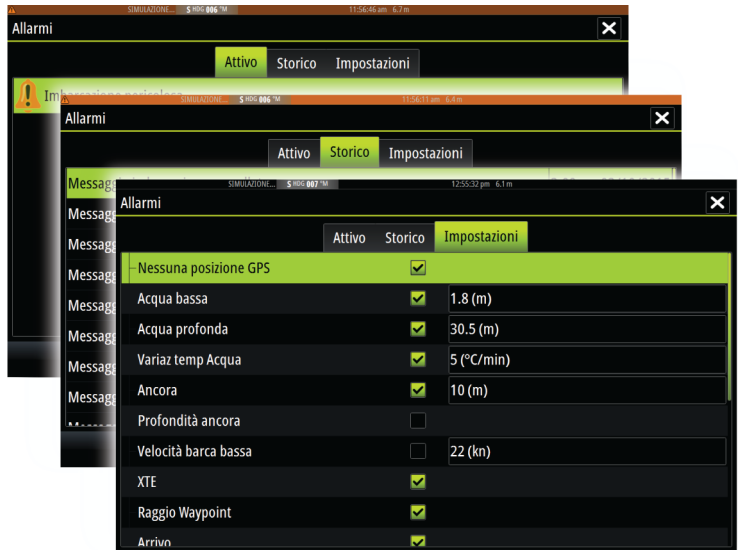 SIMULAZIONE... S HDG 006 °M 11:56:46 am 6.7 m
Allarmi
Attivo Storico Impostazioni
SIMULAZIONE... S HDG 006 °M 11:56:11 am 6.4 m
Allarmi
Attivo Storico Impostazioni
SIMULAZIONE... S HDG 007 °M 12:55:32 pm 6.1 m
Allarmi
Attivo Storico Impostazioni
Nessuna posizione GPS
Acqua bassa 1.8 (m)
Acqua profonda 30.5 (m)
Variaz temp Acqua 5 (°C/min)
Ancora 10 (m)
Profondità ancora
Velocità barca bassa 22 (kn)
XTE
Raggio Waypoint
Arrivo